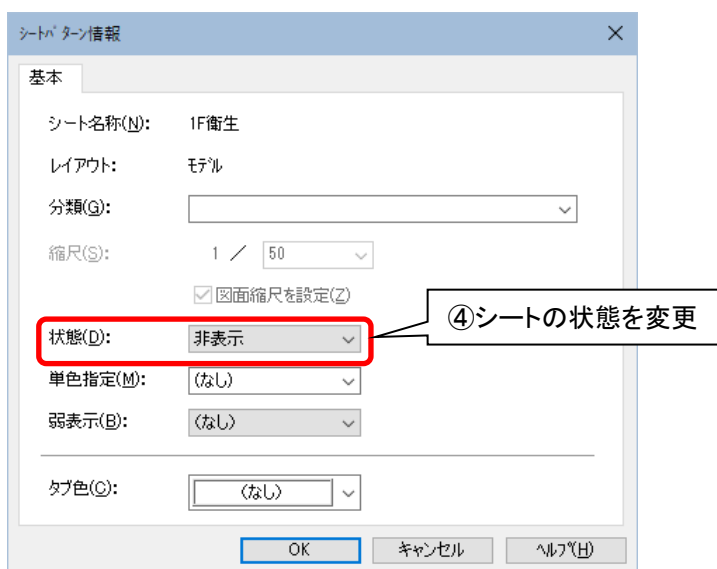 シートパターン情報
基本
シート名称(N): 1F衛生
レイアウト: モデル
分類(G):
縮尺(S): 1 ／ 50
図面縮尺を設定(Z)
状態(D): 非表示
④シートの状態を変更
単色指定(M): (なし)
弱表示(B): (なし)
タブ色(C): (なし)
OK キャンセル ヘルプ(H)